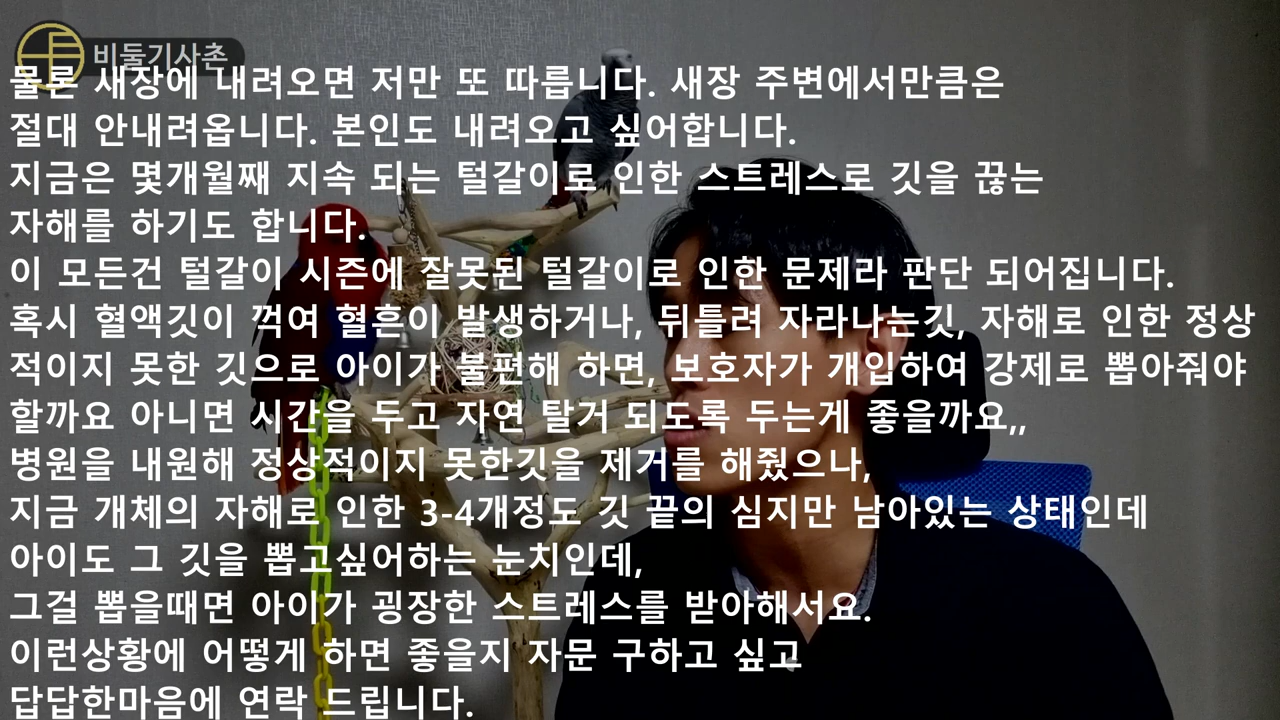 비둘기사촌
물론 새장에 내려오면 저만 또 따릅니다. 새장 주변에서만큼은
절대 안내려옵니다. 본인도 내려오고 싶어합니다.
지금은 몇개월째 지속 되는 털갈이로 인한 스트레스로 깃을 끊는
자해를 하기도 합니다.
이 모든건 털갈이 시즌에 잘못된 털갈이로 인한 문제라 판단 되어집니다.
혹시 혈액깃이 꺽여 혈흔이 발생하거나, 뒤틀려 자라나는깃, 자해로 인한 정상
적이지 못한 깃으로 아이가 불편해 하면, 보호자가 개입하여 강제로 뽑아줘야
할까요 아니면 시간을 두고 자연 탈거 되도록 두는게 좋을까요,,
병원을 내원해 정상적이지 못한깃을 제거를 해줬으나,
지금 개체의 자해로 인한 3-4개정도 깃 끝의 심지만 남아있는 상태인데
아이도 그 깃을 뽑고싶어하는 눈치인데,
그걸 뽑을때면 아이가 굉장한 스트레스를 받아해서요.
이런상황에 어떻게 하면 좋을지 자문 구하고 싶고
답답한마음에 연락 드립니다.